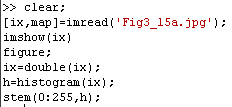 >> clear;
[ix,map]=imread('Fig3_15a.jpg');
imshow(ix)
figure;
ix=double(ix);
h=histogram(ix);
stem(0:255,h);